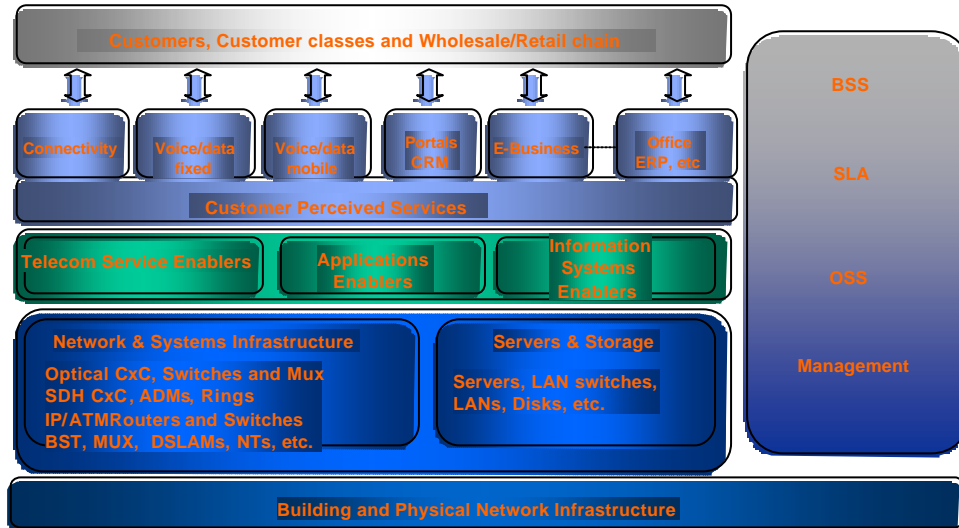 Customers, Customer classes and Wholesale/Retail chain
Connectivity
Voice/data
fixed
Voice/data
mobile
Portals
CRM
E-Business
Office
ERP, etc
Customer Perceived Services
Telecom Service Enablers
Applications
Enablers
Information
Systems
Enablers
Network & Systems Infrastructure
Optical CxC, Switches and Mux
SDH CxC, ADMs, Rings
IP/ATMRouters and Switches
BST, MUX, DSLAMs, NTs, etc.
Servers & Storage
Servers, LAN switches,
LANs, Disks, etc.
BSS
SLA
OSS
Management
Building and Physical Network Infrastructure